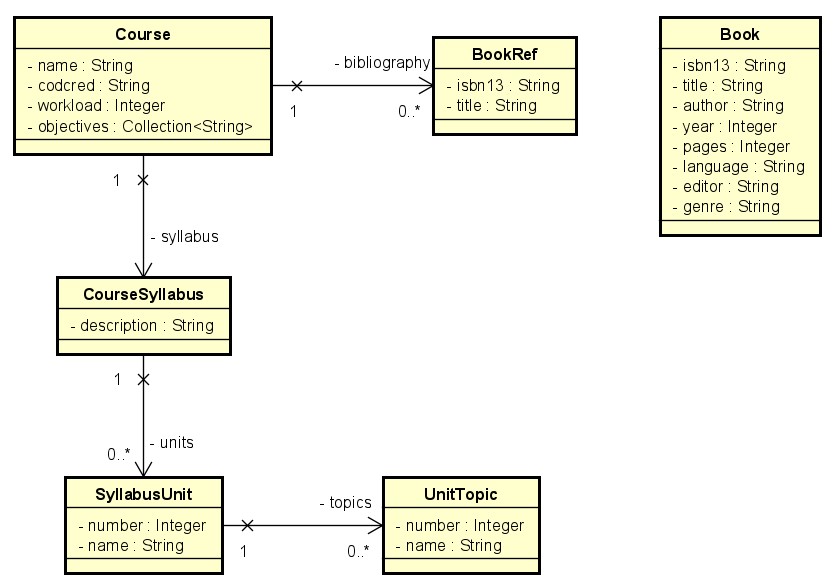 Course
- name : String
- codcred : String
- workload : Integer
- objectives : Collection<String>
- bibliography
1
0..*
BookRef
- isbn13 : String
- title : String
Book
- isbn13 : String
- title : String
- author : String
- year : Integer
- pages : Integer
- language : String
- editor : String
- genre : String
1
- syllabus
CourseSyllabus
- description : String
1
- units
0..*
SyllabusUnit
- number : Integer
- name : String
- topics
1
0..*
UnitTopic
- number : Integer
- name : String